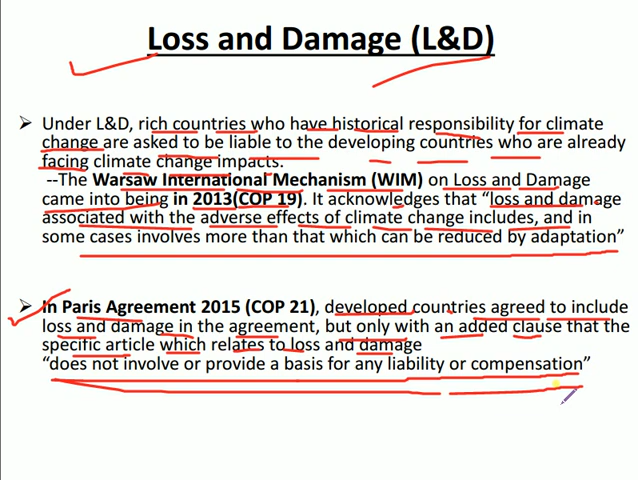 Loss and Damage (L&D)
Under L&D, rich countries who have historical responsibility for climate
change are asked to be liable to the developing countries who are already
facing climate change impacts.
--The Warsaw International Mechanism (WIM) on Loss and Damage
came into being in 2013(COP 19). It acknowledges that “loss and damage
associated with the adverse effects of climate change includes, and in
some cases involves more than that which can be reduced by adaptation”
In Paris Agreement 2015 (COP 21), developed countries agreed to include
loss and damage in the agreement, but only with an added clause that the
specific article which relates to loss and damage
“does not involve or provide a basis for any liability or compensation”